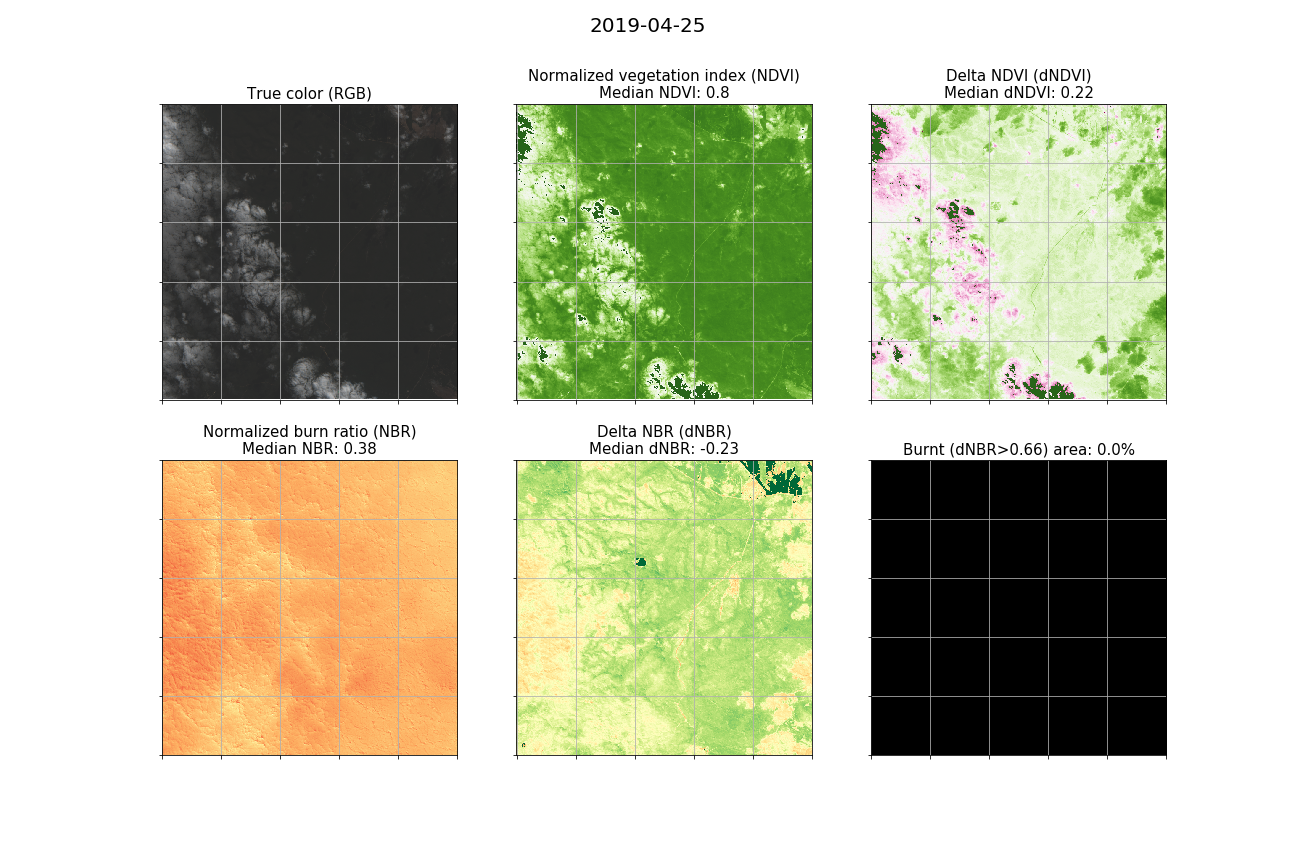 2019-04-25
True color (RGB)
Normalized vegetation index (NDVI)
Median NDVI: 0.8
Delta NDVI (dNDVI)
Median dNDVI: 0.22
Normalized burn ratio (NBR)
Median NBR: 0.38
Delta NBR (dNBR)
Median dNBR: -0.23
Burnt (dNBR>0.66) area: 0.0%